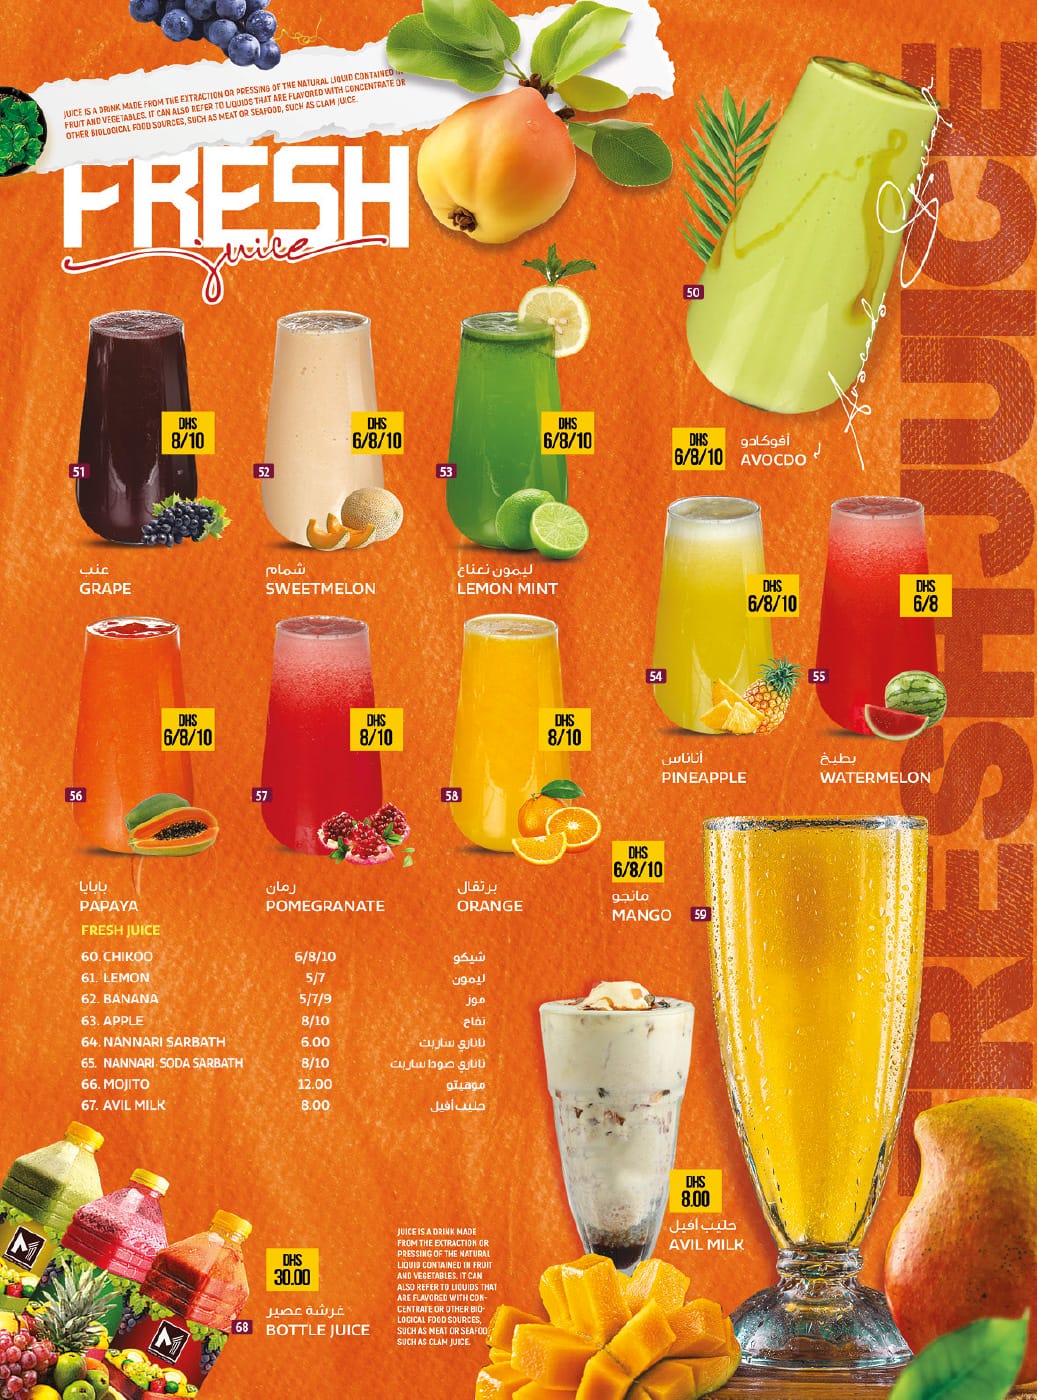 JUICE IS A DRINK MADE FROM THE EXTRACTION OR PRESSING OF THE NATURAL LIQUID CONTAINED IN
FRUIT AND VEGETABLES. IT CAN ALSO REFER TO LIQUIDS THAT ARE FLAVORED WITH CONCENTRATE OR
OTHER BIOLOGICAL FOOD SOURCES, SUCH AS MEAT OR SEAFOOD, SUCH AS CLAM JUICE.
FRESH
juice
FRESH JUICE
Avocado Special
50
DHS
6/8/10
أفوكادو
AVOCDO
51
DHS
8/10
عنب
GRAPE
52
DHS
6/8/10
شمام
SWEETMELON
53
DHS
6/8/10
ليمون نعناع
LEMON MINT
54
DHS
6/8/10
أناناس
PINEAPPLE
55
DHS
6/8
بطيخ
WATERMELON
56
DHS
6/8/10
بابايا
PAPAYA
57
DHS
8/10
رمان
POMEGRANATE
58
DHS
8/10
برتقال
ORANGE
59
DHS
6/8/10
مانجو
MANGO
FRESH JUICE
60. CHIKOO 6/8/10 شيكو
61. LEMON 5/7 ليمون
62. BANANA 5/7/9 موز
63. APPLE 8/10 تفاح
64. NANNARI SARBATH 6.00 ناناري ساربت
65. NANNARI SODA SARBATH 8/10 ناناري صودا ساربت
66. MOJITO 12.00 موهيتو
67. AVIL MILK 8.00 حليب أفيل
DHS
8.00
حليب أفيل
AVIL MILK
68
DHS
30.00
غرشة عصير
BOTTLE JUICE
JUICE IS A DRINK MADE
FROM THE EXTRACTION OR
PRESSING OF THE NATURAL
LIQUID CONTAINED IN FRUIT
AND VEGETABLES. IT CAN
ALSO REFER TO LIQUIDS THAT
ARE FLAVORED WITH CON-
CENTRATE OR OTHER BIO-
LOGICAL FOOD SOURCES,
SUCH AS MEAT OR SEAFOOD,
SUCH AS CLAM JUICE.